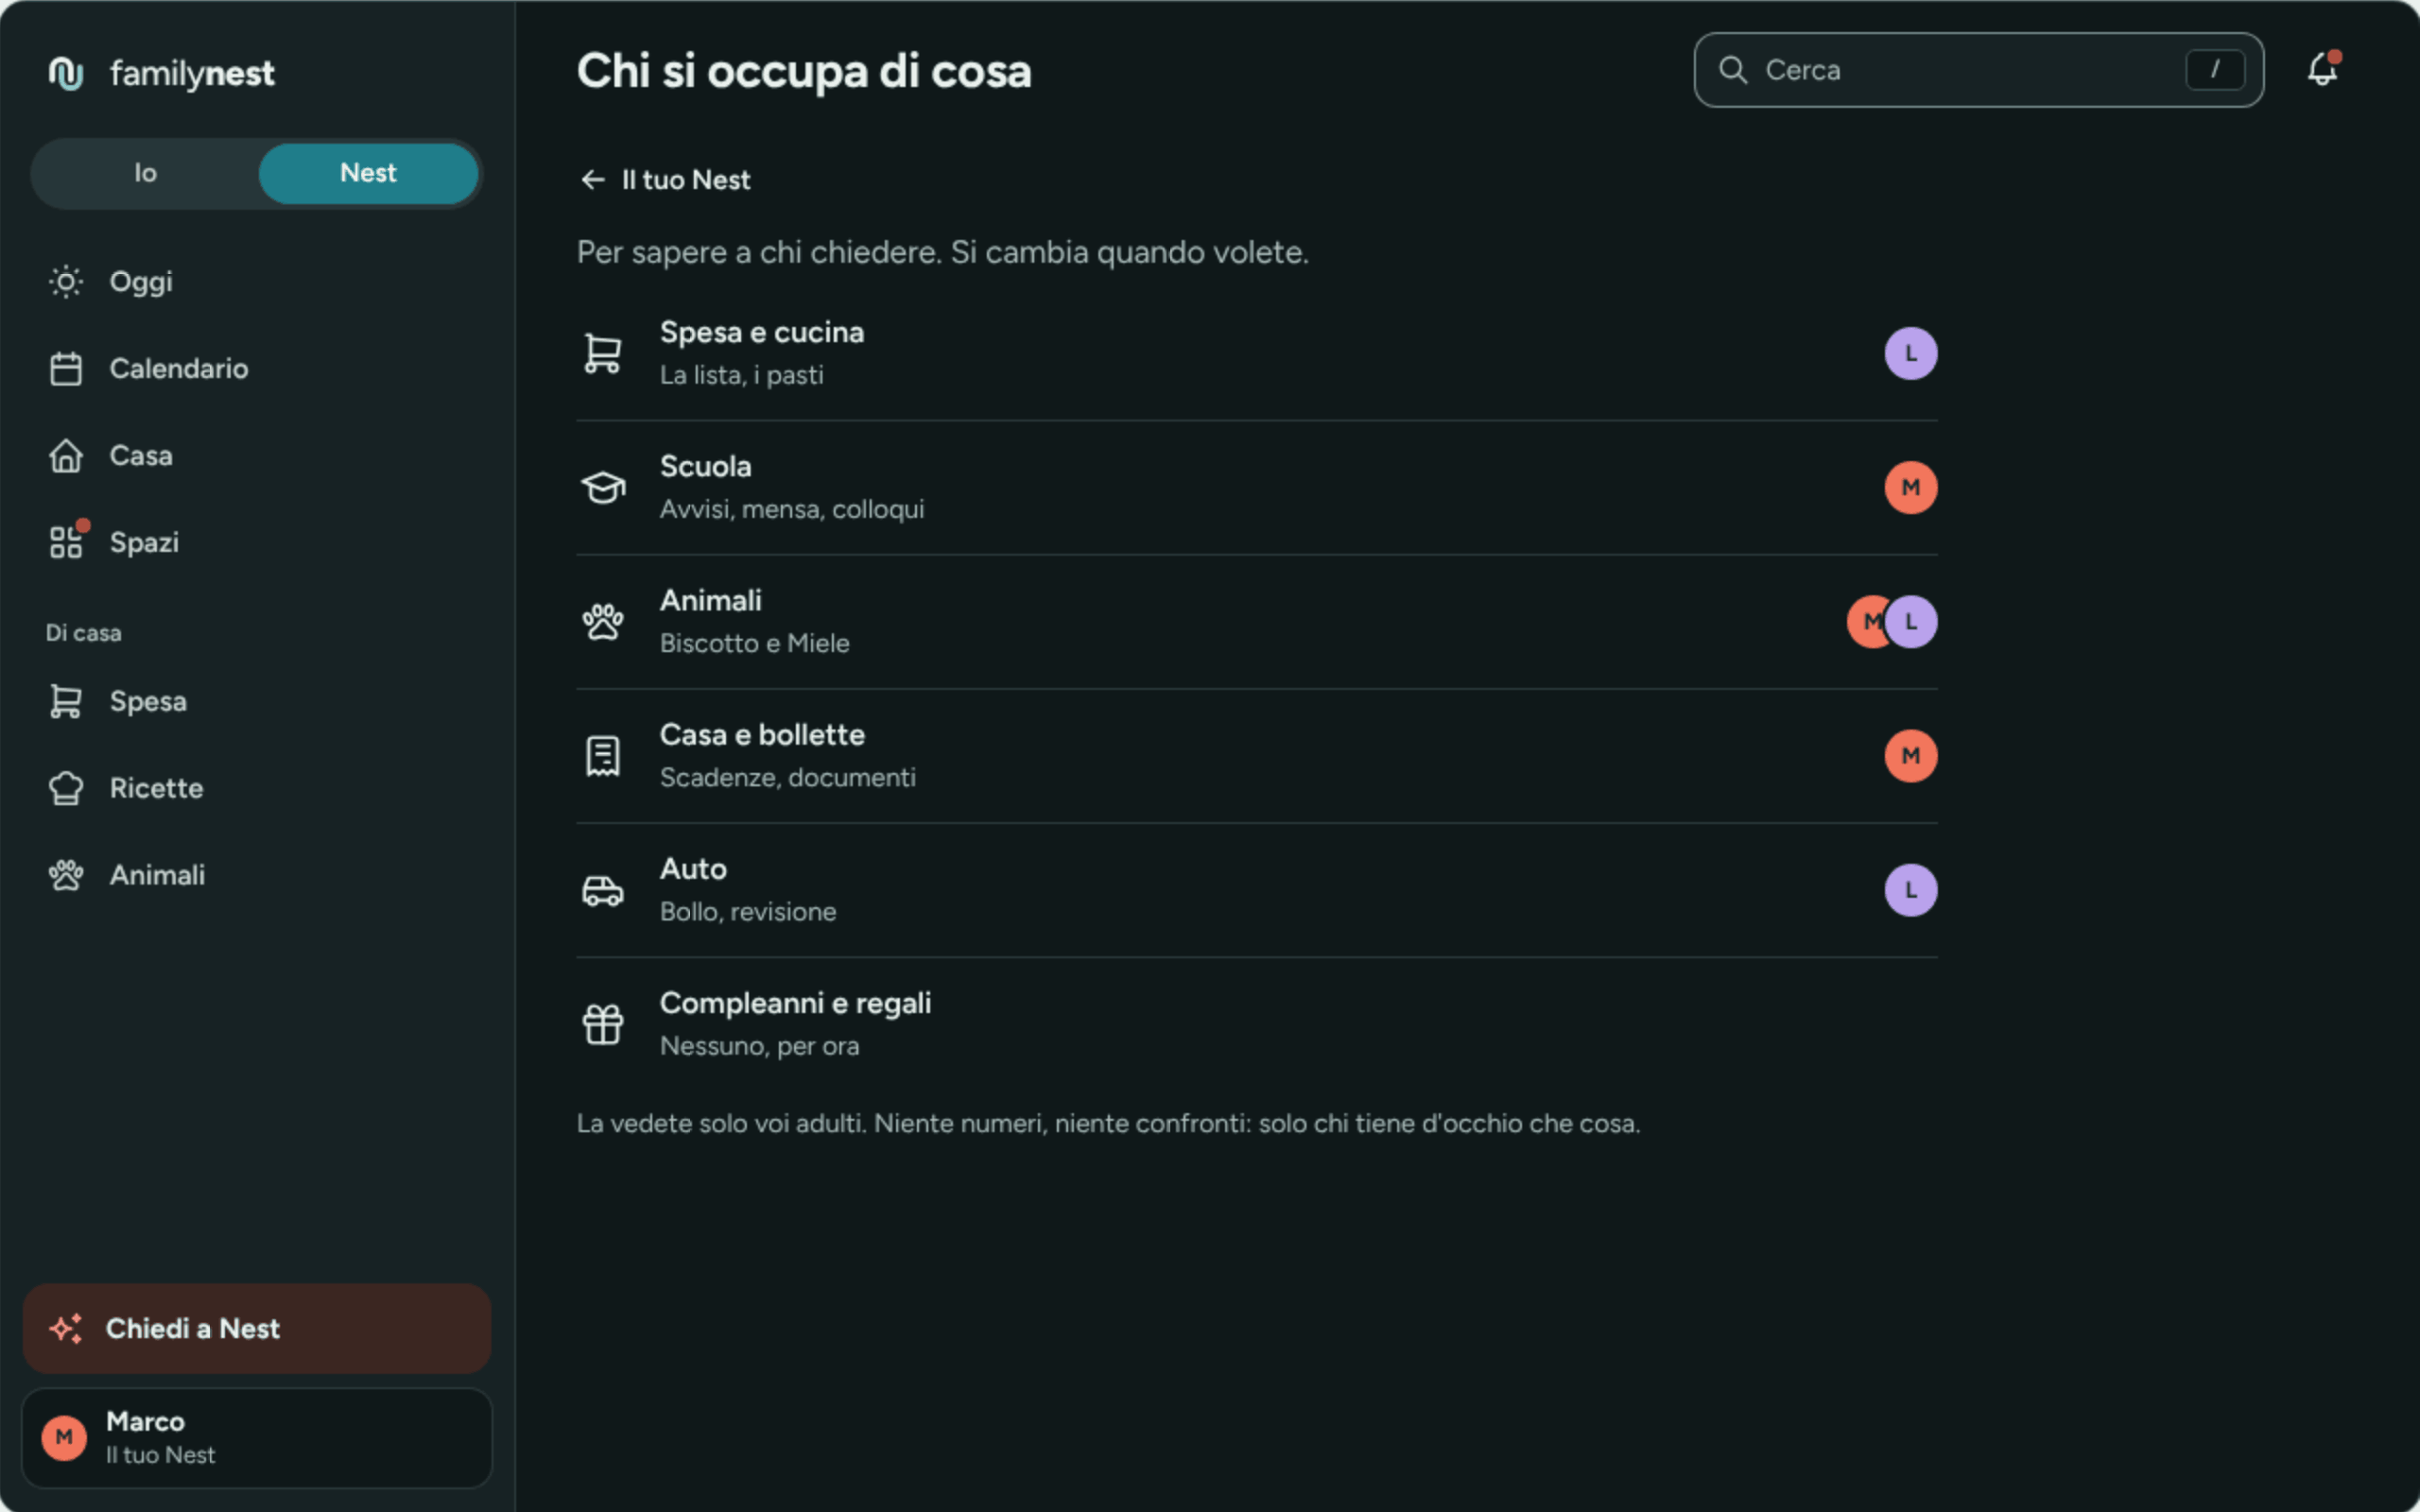 familynest
Io
Nest
Oggi
Calendario
Casa
Spazi
Di casa
Spesa
Ricette
Animali
Chiedi a Nest
M
Marco
Il tuo Nest
Chi si occupa di cosa
Cerca
/
Il tuo Nest
Per sapere a chi chiedere. Si cambia quando volete.
Spesa e cucina
La lista, i pasti
L
Scuola
Avvisi, mensa, colloqui
M
Animali
Biscotto e Miele
M L
Casa e bollette
Scadenze, documenti
M
Auto
Bollo, revisione
L
Compleanni e regali
Nessuno, per ora
La vedete solo voi adulti. Niente numeri, niente confronti: solo chi tiene d'occhio che cosa.